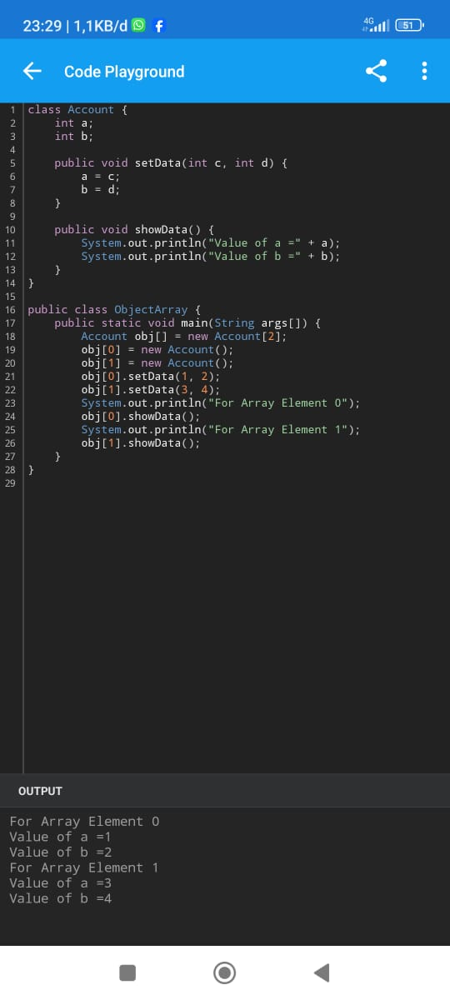 23:29 | 1,1KB/d
4G
51
Code Playground
1 class Account {
2     int a;
3     int b;
4
5     public void setData(int c, int d) {
6         a = c;
7         b = d;
8     }
9
10     public void showData() {
11         System.out.println("Value of a =" + a);
12         System.out.println("Value of b =" + b);
13     }
14 }
15
16 public class ObjectArray {
17     public static void main(String args[]) {
18         Account obj[] = new Account[2];
19         obj[0] = new Account();
20         obj[1] = new Account();
21         obj[0].setData(1, 2);
22         obj[1].setData(3, 4);
23         System.out.println("For Array Element 0");
24         obj[0].showData();
25         System.out.println("For Array Element 1");
26         obj[1].showData();
27     }
28 }
29
OUTPUT
For Array Element 0
Value of a =1
Value of b =2
For Array Element 1
Value of a =3
Value of b =4